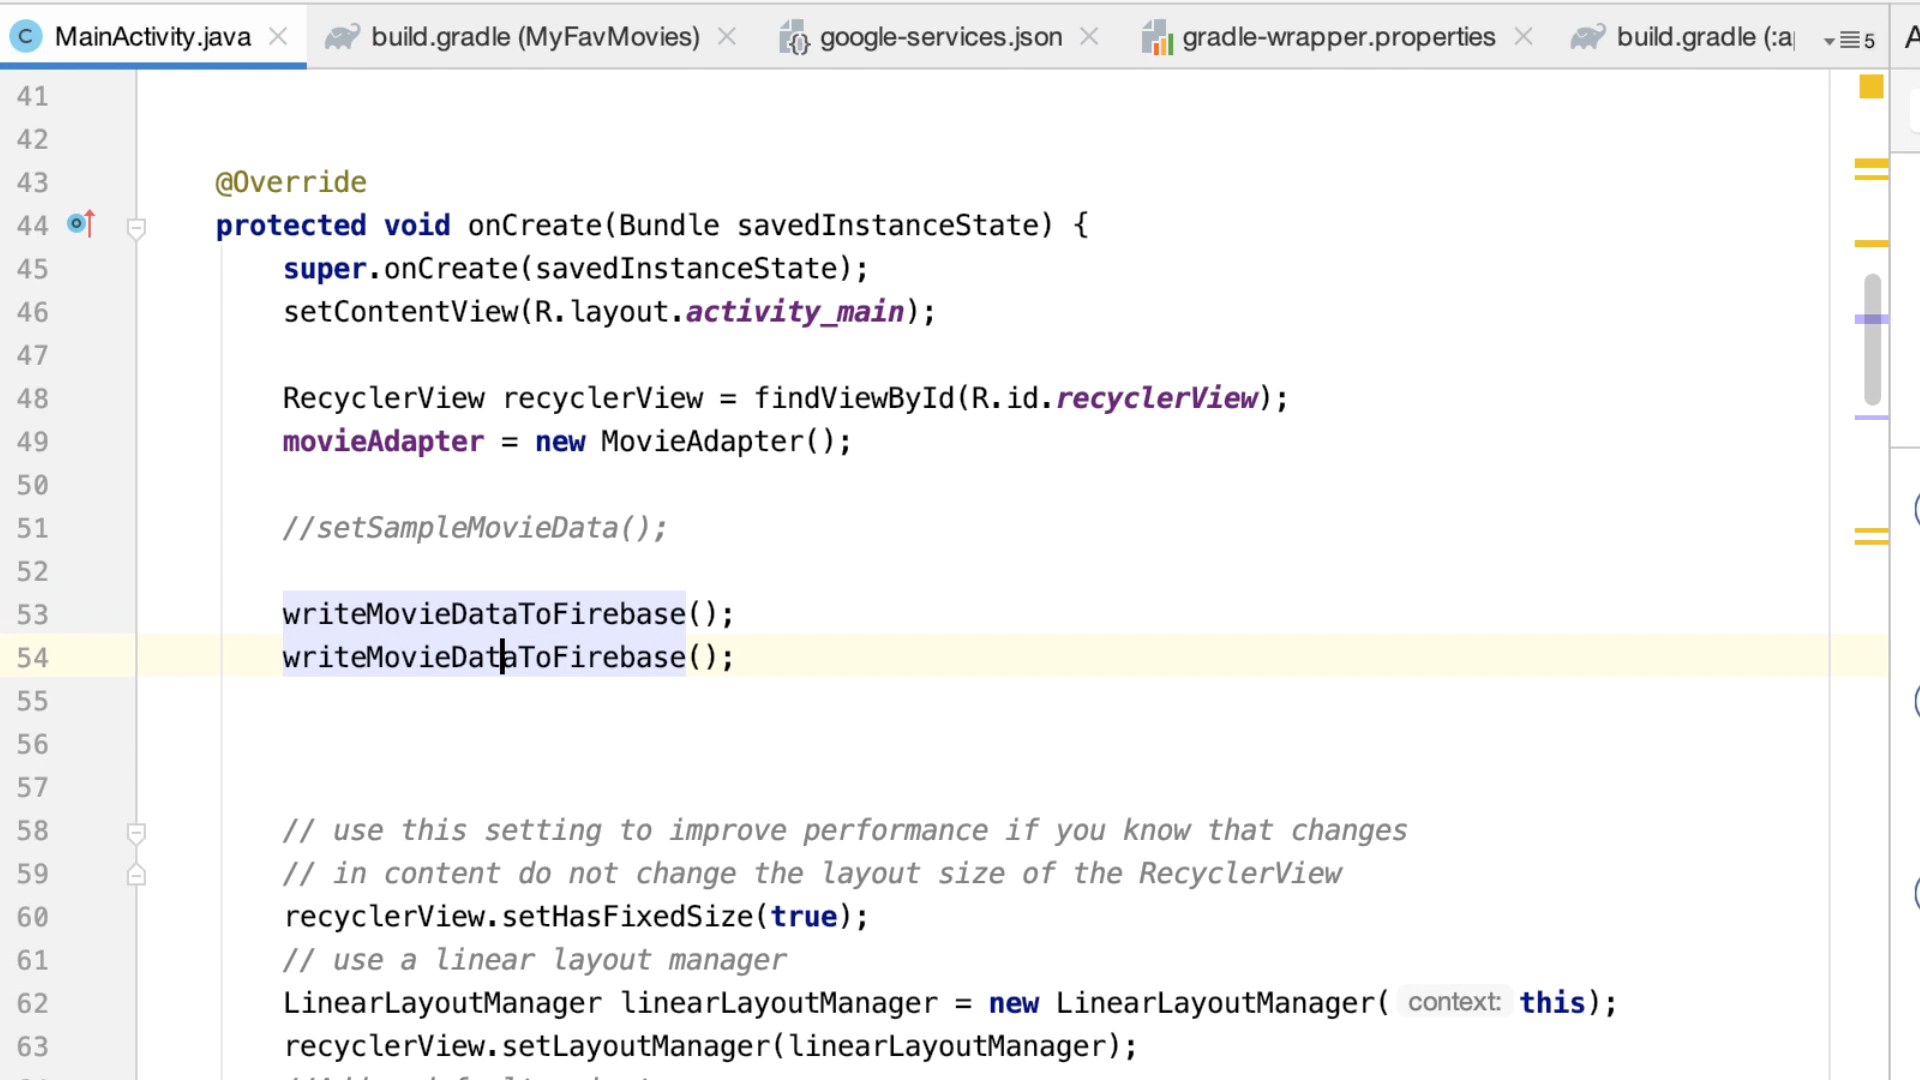 MainActivity.java build.gradle (MyFavMovies) google-services.json gradle-wrapper.properties build.gradle (:a 5
41
42
43 @Override
44 protected void onCreate(Bundle savedInstanceState) {
45 super.onCreate(savedInstanceState);
46 setContentView(R.layout.activity_main);
47
48 RecyclerView recyclerView = findViewById(R.id.recyclerView);
49 movieAdapter = new MovieAdapter();
50
51 //setSampleMovieData();
52
53 writeMovieDataToFirebase();
54 writeMovieDataToFirebase();
55
56
57
58 // use this setting to improve performance if you know that changes
59 // in content do not change the layout size of the RecyclerView
60 recyclerView.setHasFixedSize(true);
61 // use a linear layout manager
62 LinearLayoutManager linearLayoutManager = new LinearLayoutManager( context: this);
63 recyclerView.setLayoutManager(linearLayoutManager);